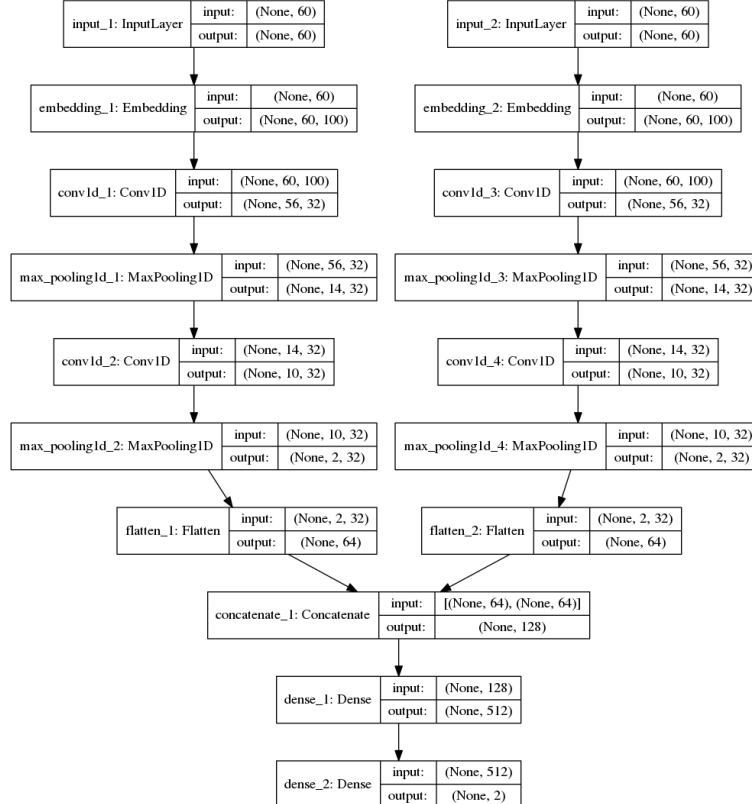 input_1: InputLayer
input: (None, 60)
output: (None, 60)
input_2: InputLayer
input: (None, 60)
output: (None, 60)
embedding_1: Embedding
input: (None, 60)
output: (None, 60, 100)
embedding_2: Embedding
input: (None, 60)
output: (None, 60, 100)
conv1d_1: Conv1D
input: (None, 60, 100)
output: (None, 56, 32)
conv1d_3: Conv1D
input: (None, 60, 100)
output: (None, 56, 32)
max_pooling1d_1: MaxPooling1D
input: (None, 56, 32)
output: (None, 14, 32)
max_pooling1d_3: MaxPooling1D
input: (None, 56, 32)
output: (None, 14, 32)
conv1d_2: Conv1D
input: (None, 14, 32)
output: (None, 10, 32)
conv1d_4: Conv1D
input: (None, 14, 32)
output: (None, 10, 32)
max_pooling1d_2: MaxPooling1D
input: (None, 10, 32)
output: (None, 2, 32)
max_pooling1d_4: MaxPooling1D
input: (None, 10, 32)
output: (None, 2, 32)
flatten_1: Flatten
input: (None, 2, 32)
output: (None, 64)
flatten_2: Flatten
input: (None, 2, 32)
output: (None, 64)
concatenate_1: Concatenate
input: [(None, 64), (None, 64)]
output: (None, 128)
dense_1: Dense
input: (None, 128)
output: (None, 512)
dense_2: Dense
input: (None, 512)
output: (None, 2)